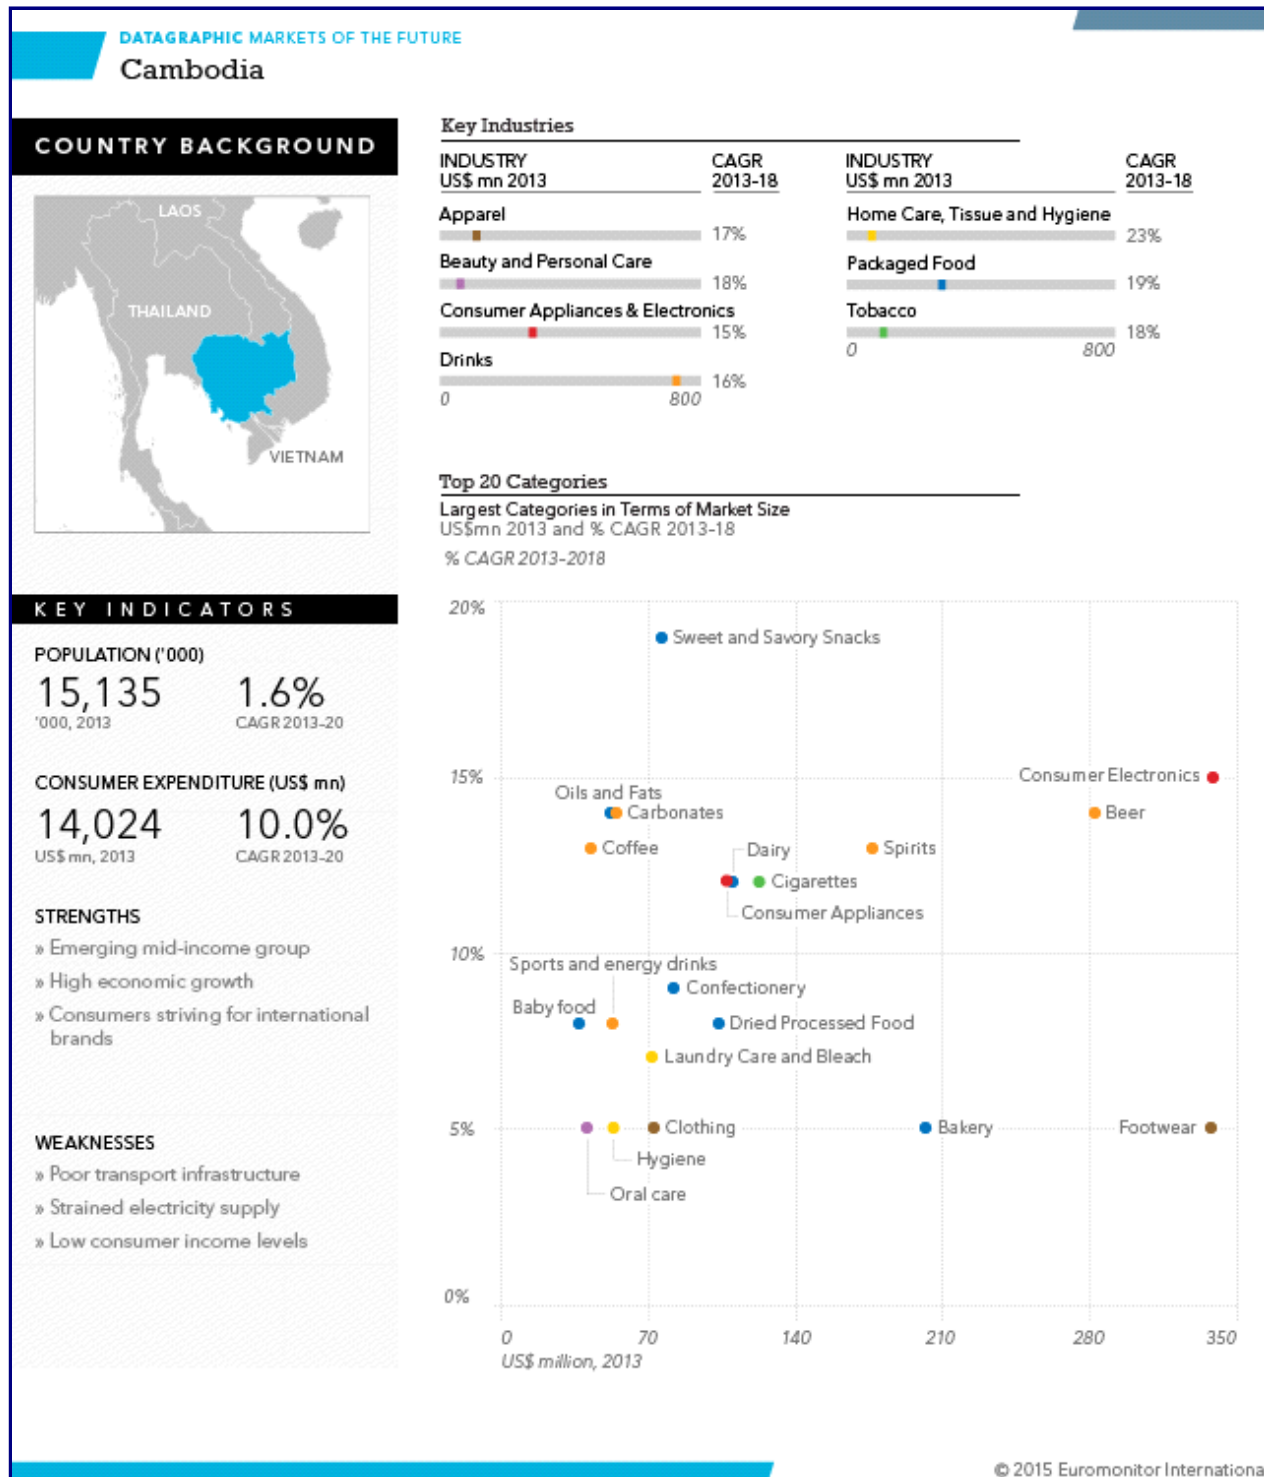 DATAGRAPHIC MARKETS OF THE FUTURE
Cambodia
COUNTRY BACKGROUND
LAOS
THAILAND
VIETNAM
KEY INDICATORS
POPULATION ('000)
15,135 1.6%
'000, 2013 CAGR 2013-20
CONSUMER EXPENDITURE (US$ mn)
14,024 10.0%
US$ mn, 2013 CAGR 2013-20
STRENGTHS
» Emerging mid-income group
» High economic growth
» Consumers striving for international
brands
WEAKNESSES
» Poor transport infrastructure
» Strained electricity supply
» Low consumer income levels
Key Industries
INDUSTRY CAGR
US$ mn 2013 2013-18
Apparel
17%
Beauty and Personal Care
18%
Consumer Appliances & Electronics
15%
Drinks
16%
0 800
INDUSTRY CAGR
US$ mn 2013 2013-18
Home Care, Tissue and Hygiene
23%
Packaged Food
19%
Tobacco
18%
0 800
Top 20 Categories
Largest Categories in Terms of Market Size
US$mn 2013 and % CAGR 2013-18
% CAGR 2013-2018
20%
Sweet and Savory Snacks
15%
Consumer Electronics
Oils and Fats
Carbonates
Beer
Coffee
Dairy
Spirits
Cigarettes
Consumer Appliances
10%
Sports and energy drinks
Confectionery
Baby food
Dried Processed Food
Laundry Care and Bleach
5%
Clothing
Bakery
Footwear
Hygiene
Oral care
0%
0 70 140 210 280 350
US$ million, 2013
© 2015 Euromonitor Internationa